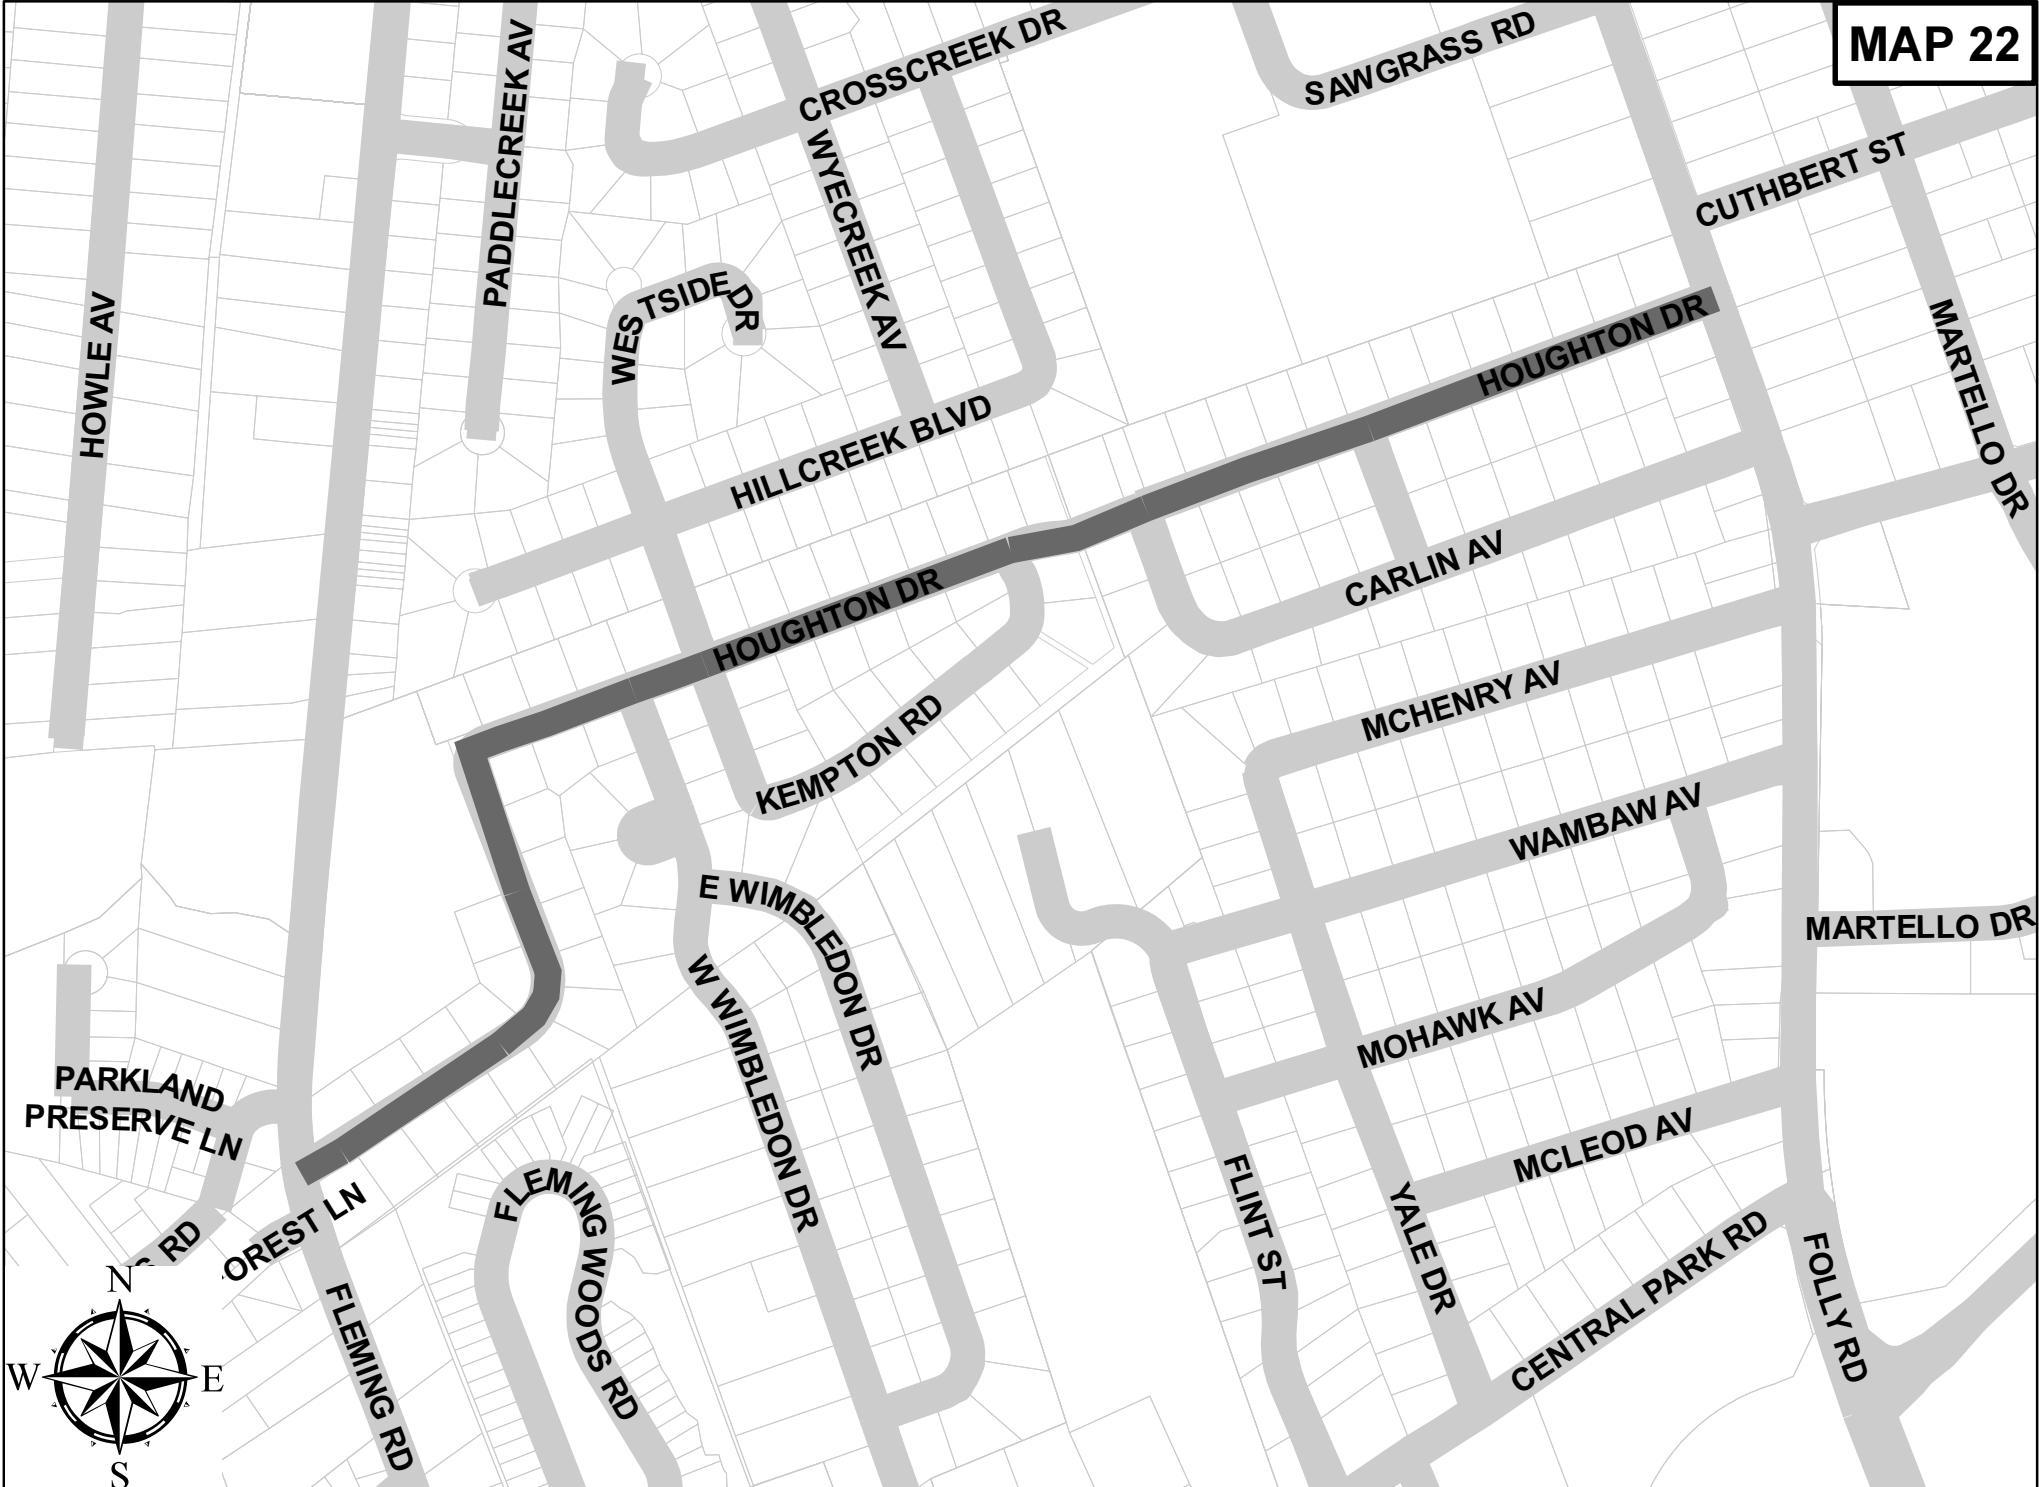 MAP 22
CROSSCREEK DR
SAWGRASS RD
PADDLECREEK AV
WYECREEK AV
CUTHBERT ST
HOWLE AV
WESTSIDE DR
HOUGHTON DR
MARTELLO DR
HILLCREEK BLVD
CARLIN AV
HOUGHTON DR
KEMPTON RD
MCHENRY AV
WAMBAW AV
E WIMBLEDON DR
MARTELLO DR
W WIMBLEDON DR
MOHAWK AV
PARKLAND
PRESERVE LN
MCLEOD AV
FLEMING WOODS RD
FLINT ST
YALE DR
CENTRAL PARK RD
FOLLY RD
RD
OREST LN
FLEMING RD
N
W E
S